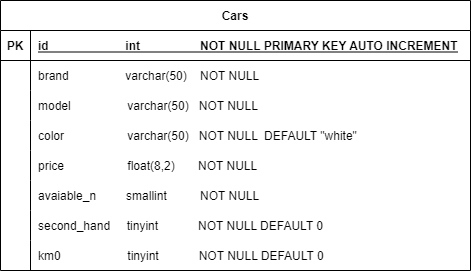 Cars
PK id int NOT NULL PRIMARY KEY AUTO INCREMENT
brand varchar(50) NOT NULL
model varchar(50) NOT NULL
color varchar(50) NOT NULL DEFAULT "white"
price float(8,2) NOT NULL
avaiable_n smallint NOT NULL
second_hand tinyint NOT NULL DEFAULT 0
km0 tinyint NOT NULL DEFAULT 0